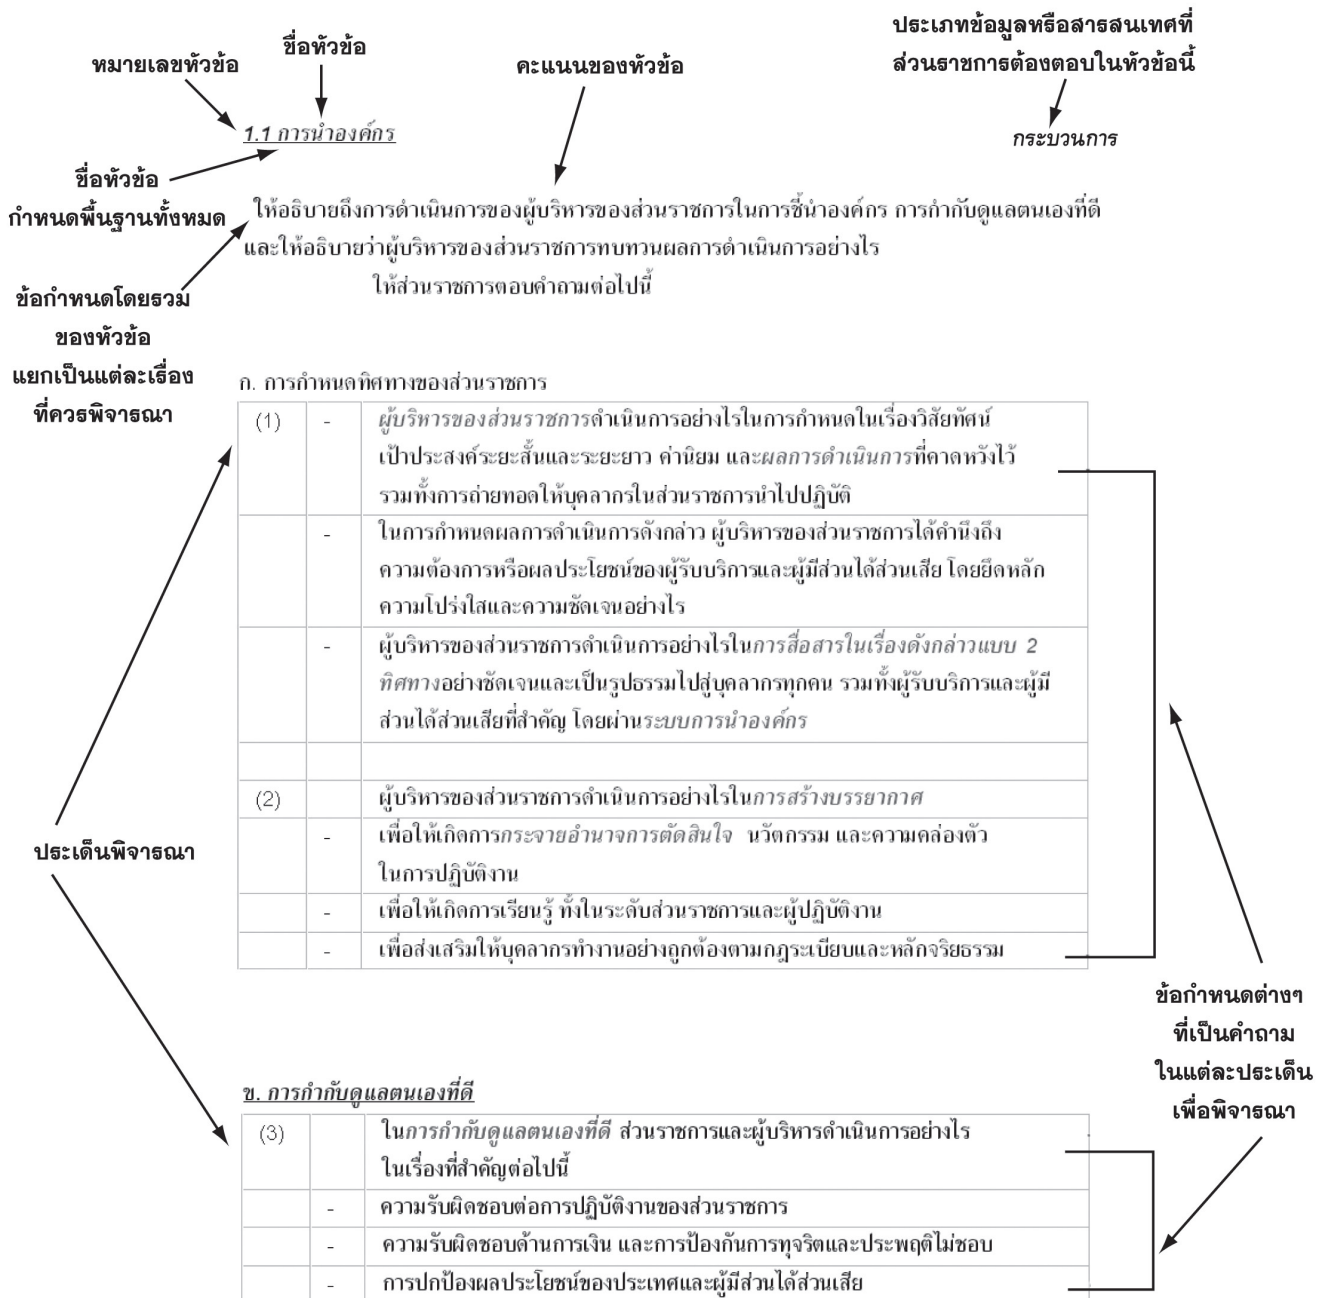 ชื่อหัวข้อ
หมายเลขหัวข้อ
คะแนนของหัวข้อ
ประเภทข้อมูลหรือสารสนเทศที่
ส่วนราชการต้องตอบในหัวข้อนี้
1.1 การนำองค์กร
กระบวนการ
ชื่อหัวข้อ
กำหนดพื้นฐานทั้งหมด
ให้อธิบายถึงการดำเนินการของผู้บริหารของส่วนราชการในการชี้นำองค์กร การกำกับดูแลตนเองที่ดี
และให้อธิบายว่าผู้บริหารของส่วนราชการทบทวนผลการดำเนินการอย่างไร
ให้ส่วนราชการตอบคำถามต่อไปนี้
ข้อกำหนดโดยรวม
ของหัวข้อ
แยกเป็นแต่ละเรื่อง
ที่ควรพิจารณา
ก. การกำหนดทิศทางของส่วนราชการ
(1) - ผู้บริหารของส่วนราชการดำเนินการอย่างไรในการกำหนดในเรื่องวิสัยทัศน์
เป้าประสงค์ระยะสั้นและระยะยาว ค่านิยม และผลการดำเนินการที่คาดหวังไว้
รวมทั้งการถ่ายทอดให้บุคลากรในส่วนราชการนำไปปฏิบัติ
- ในการกำหนดผลการดำเนินการดังกล่าว ผู้บริหารของส่วนราชการได้คำนึงถึง
ความต้องการหรือผลประโยชน์ของผู้รับบริการและผู้มีส่วนได้ส่วนเสีย โดยยึดหลัก
ความโปร่งใสและความชัดเจนอย่างไร
- ผู้บริหารของส่วนราชการดำเนินการอย่างไรในการสื่อสารในเรื่องดังกล่าวแบบ 2
ทิศทางอย่างชัดเจนและเป็นรูปธรรมไปสู่บุคลากรทุกคน รวมทั้งผู้รับบริการและผู้มี
ส่วนได้ส่วนเสียที่สำคัญ โดยผ่านระบบการนำองค์กร
(2) ผู้บริหารของส่วนราชการดำเนินการอย่างไรในการสร้างบรรยากาศ
- เพื่อให้เกิดการกระจายอำนาจการตัดสินใจ นวัตกรรม และความคล่องตัว
ในการปฏิบัติงาน
- เพื่อให้เกิดการเรียนรู้ ทั้งในระดับส่วนราชการและผู้ปฏิบัติงาน
- เพื่อส่งเสริมให้บุคลากรทำงานอย่างถูกต้องตามกฎระเบียบและหลักจริยธรรม
ประเด็นพิจารณา
ข้อกำหนดต่างๆ
ที่เป็นคำถาม
ในแต่ละประเด็น
เพื่อพิจารณา
ข. การกำกับดูแลตนเองที่ดี
(3) ในการกำกับดูแลตนเองที่ดี ส่วนราชการและผู้บริหารดำเนินการอย่างไร
ในเรื่องที่สำคัญต่อไปนี้
- ความรับผิดชอบต่อการปฏิบัติงานของส่วนราชการ
- ความรับผิดชอบด้านการเงิน และการป้องกันการทุจริตและประพฤติไม่ชอบ
- การปกป้องผลประโยชน์ของประเทศและผู้มีส่วนได้ส่วนเสีย